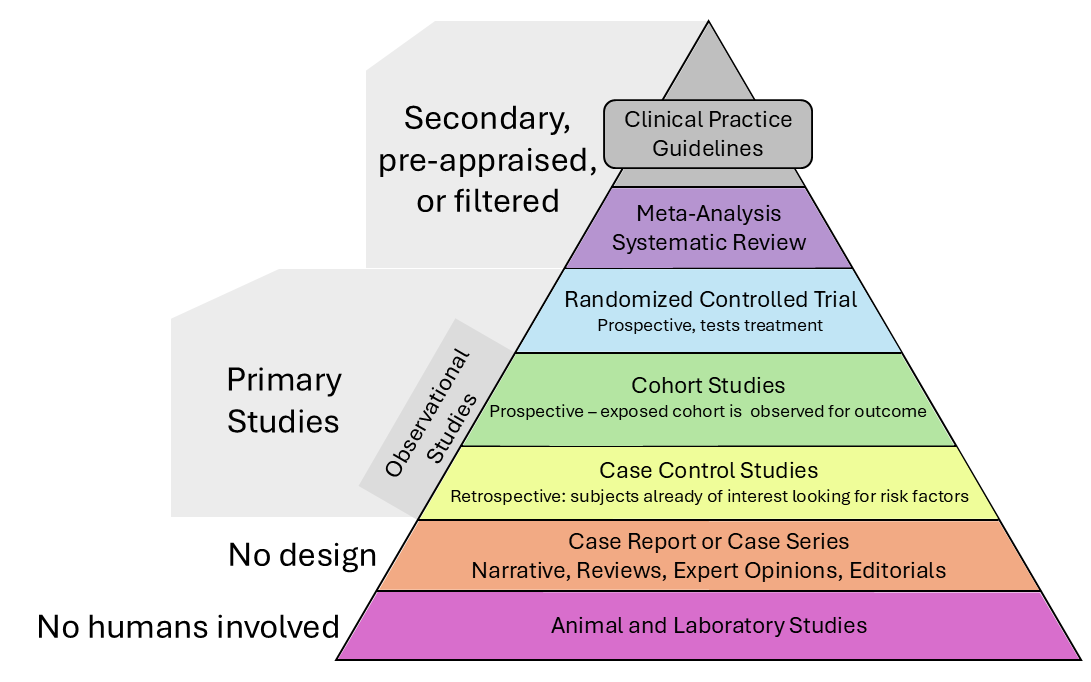 Secondary,
pre-appraised,
or filtered
Clinical Practice
Guidelines
Meta-Analysis
Systematic Review
Randomized Controlled Trial
Prospective, tests treatment
Primary
Studies
Observational
Studies
Cohort Studies
Prospective – exposed cohort is observed for outcome
Case Control Studies
Retrospective: subjects already of interest looking for risk factors
No design
Case Report or Case Series
Narrative, Reviews, Expert Opinions, Editorials
No humans involved
Animal and Laboratory Studies